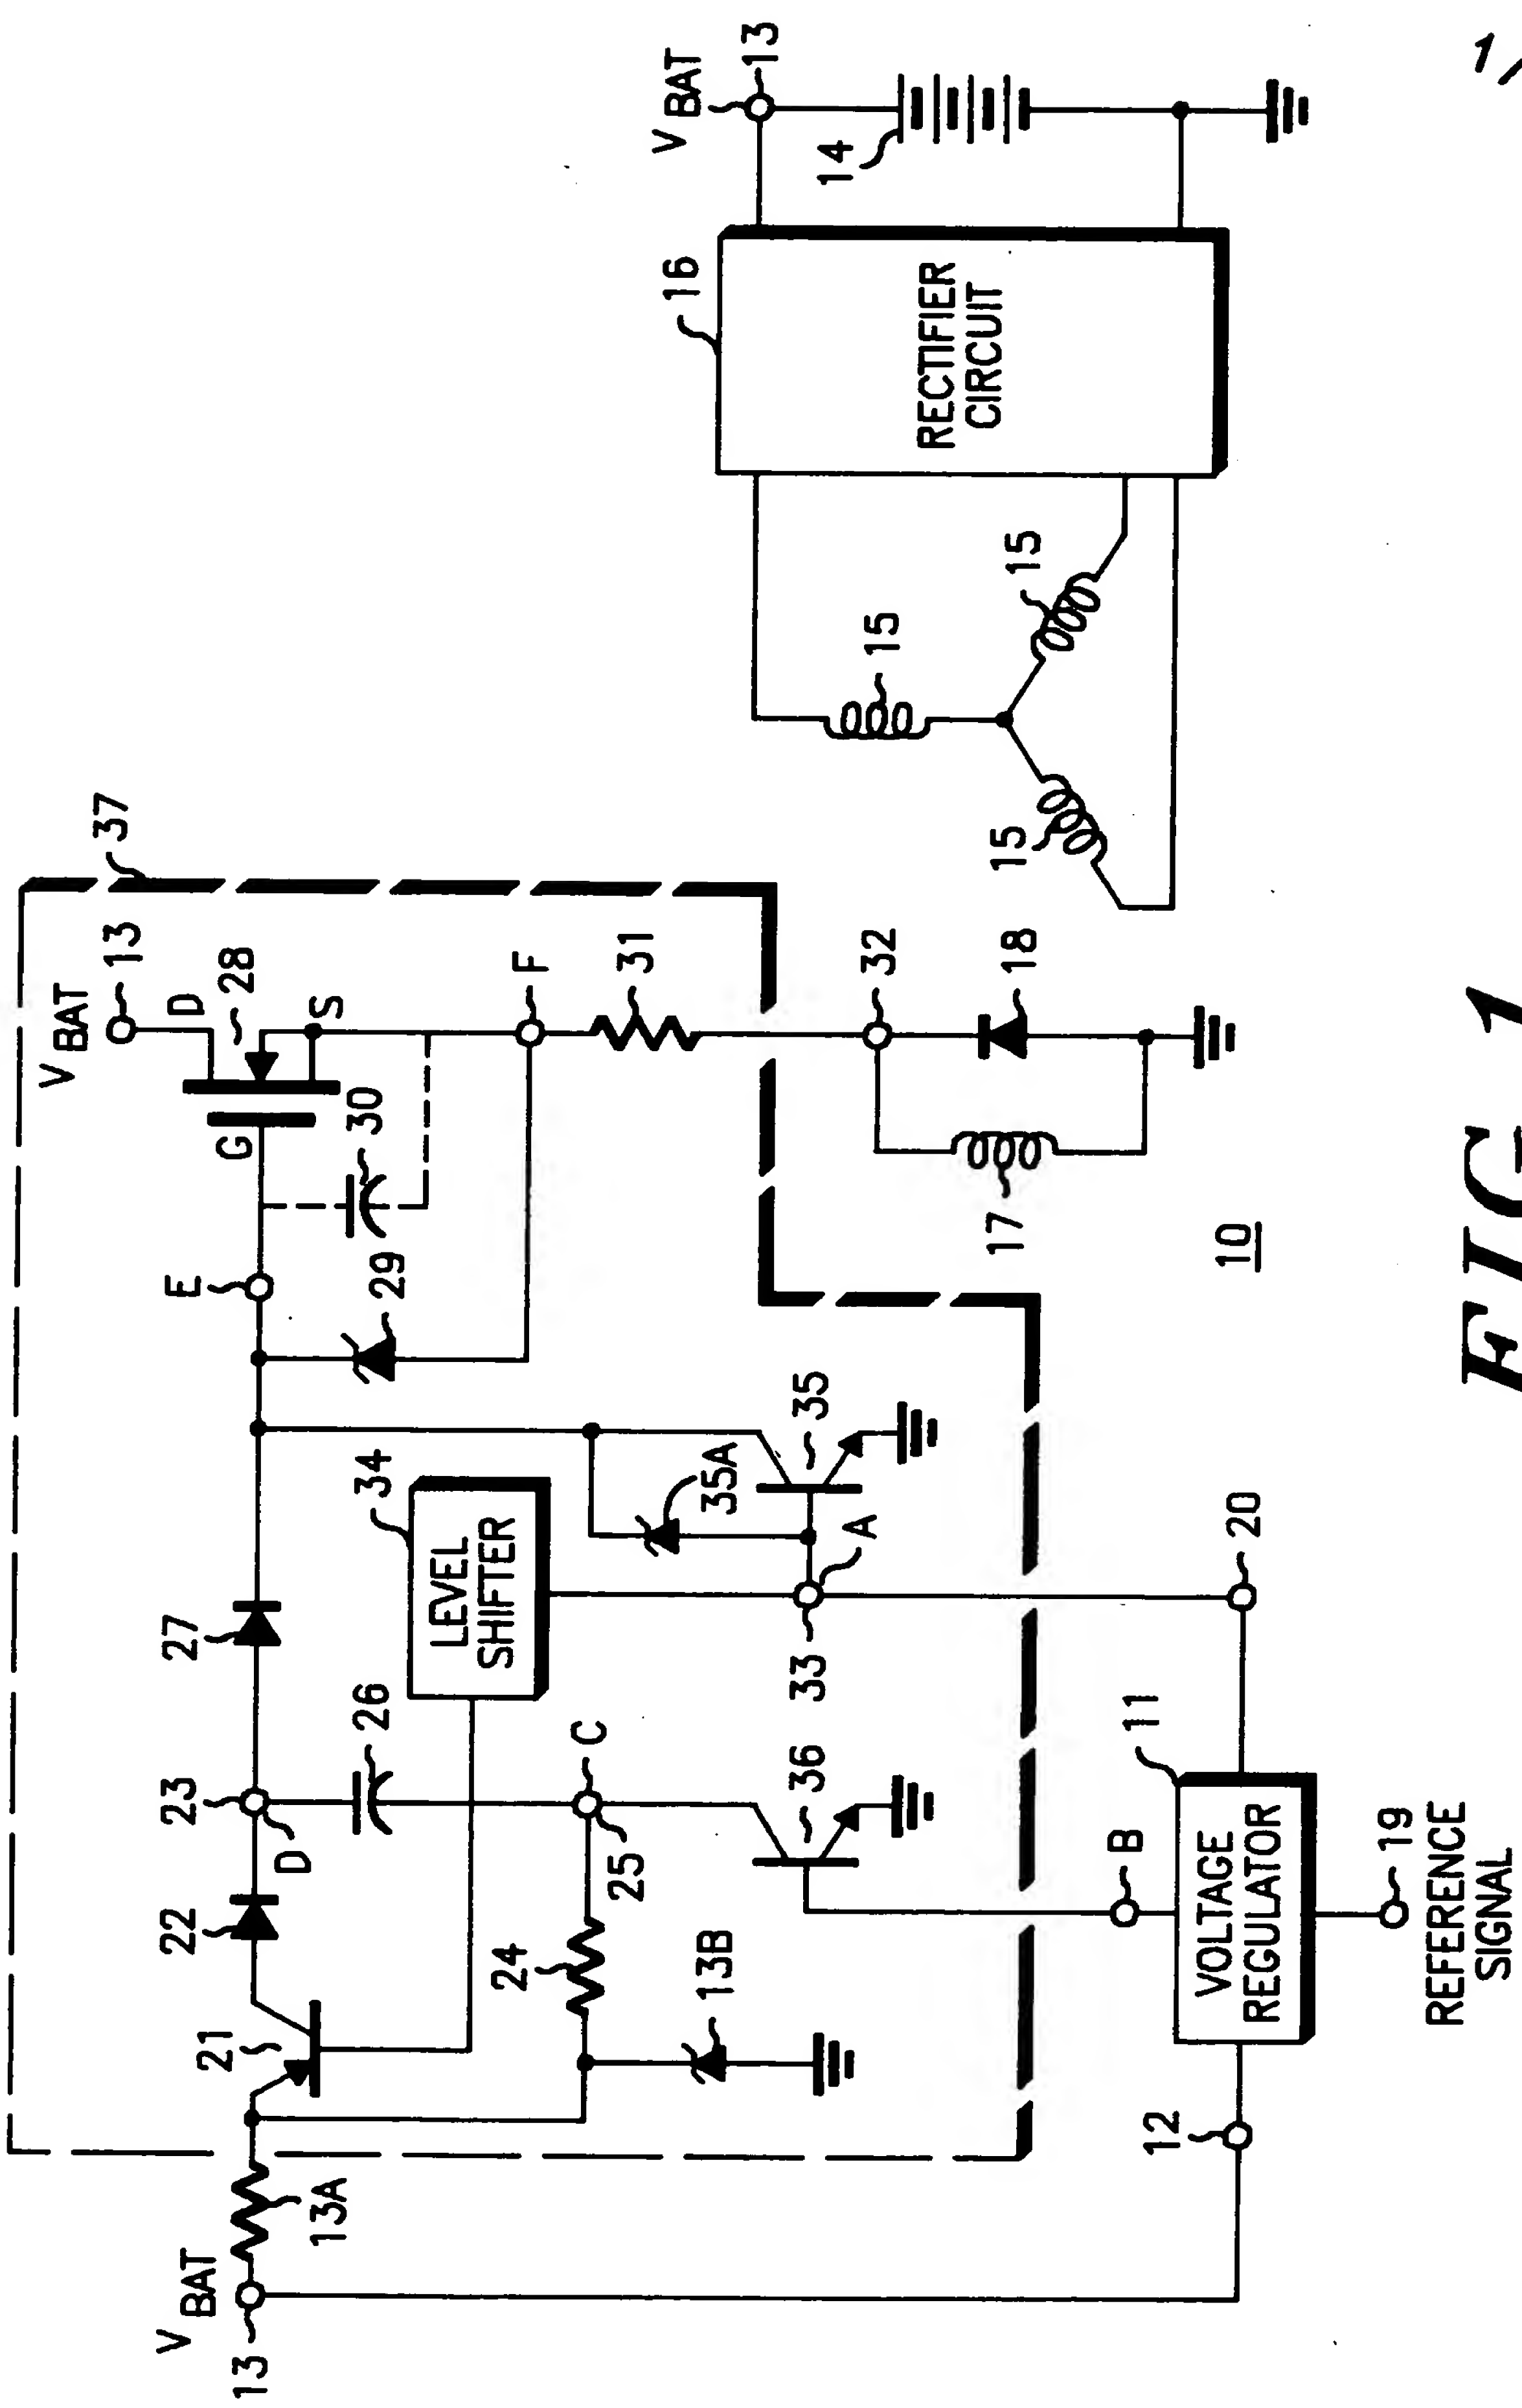 1/
V BAT
13
13A
21
22
23
D
27
26
24
25
C
13B
34
LEVEL
SHIFTER
36
33
A
35A
35
E
29
30
G
28
D
S
V BAT
13
F
31
37
32
18
17
10
B
11
VOLTAGE
REGULATOR
12
20
19
REFERENCE
SIGNAL
15
15
15
16
RECTIFIER
CIRCUIT
V BAT
13
14
FIG 1